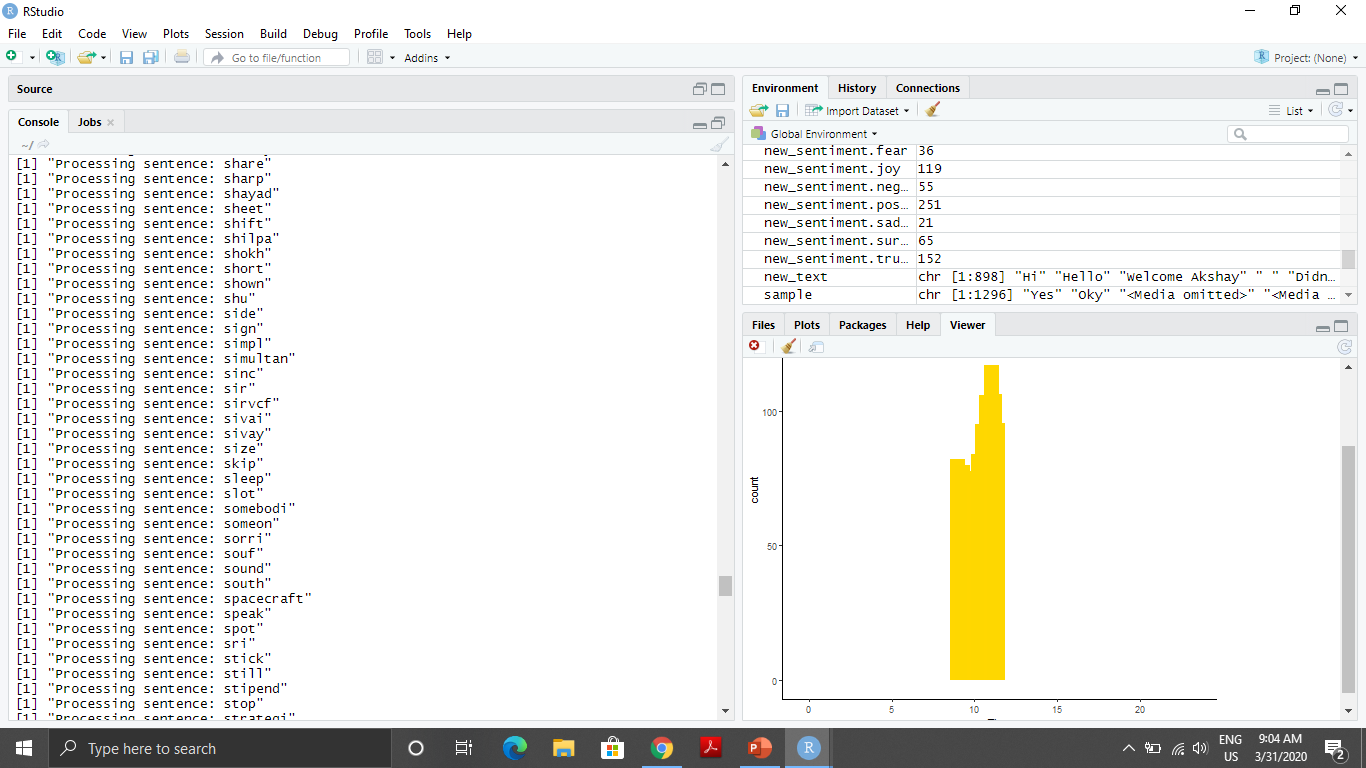 RStudio
File Edit Code View Plots Session Build Debug Profile Tools Help
Go to file/function Addins Project: (None)
Source
Console Jobs
~/
[1] "Processing sentence: share"
[1] "Processing sentence: sharp"
[1] "Processing sentence: shayad"
[1] "Processing sentence: sheet"
[1] "Processing sentence: shift"
[1] "Processing sentence: shilpa"
[1] "Processing sentence: shokh"
[1] "Processing sentence: short"
[1] "Processing sentence: shown"
[1] "Processing sentence: shu"
[1] "Processing sentence: side"
[1] "Processing sentence: sign"
[1] "Processing sentence: simpl"
[1] "Processing sentence: simultan"
[1] "Processing sentence: sinc"
[1] "Processing sentence: sir"
[1] "Processing sentence: sirvcf"
[1] "Processing sentence: sivai"
[1] "Processing sentence: sivay"
[1] "Processing sentence: size"
[1] "Processing sentence: skip"
[1] "Processing sentence: sleep"
[1] "Processing sentence: slot"
[1] "Processing sentence: somebodi"
[1] "Processing sentence: someon"
[1] "Processing sentence: sorri"
[1] "Processing sentence: souf"
[1] "Processing sentence: sound"
[1] "Processing sentence: south"
[1] "Processing sentence: spacecraft"
[1] "Processing sentence: speak"
[1] "Processing sentence: spot"
[1] "Processing sentence: sri"
[1] "Processing sentence: stick"
[1] "Processing sentence: still"
[1] "Processing sentence: stipend"
[1] "Processing sentence: stop"
[1] "Processing sentence: strategi"
Environment History Connections
Import Dataset List
Global Environment
new_sentiment.fear 36
new_sentiment.joy 119
new_sentiment.neg... 55
new_sentiment.pos... 251
new_sentiment.sad... 21
new_sentiment.sur... 65
new_sentiment.tru... 152
new_text chr [1:898] "Hi" "Hello" "Welcome Akshay" " " "Didn...
sample chr [1:1296] "Yes" "Oky" "<Media omitted>" "<Media ...
Files Plots Packages Help Viewer
100
50
0
count
0 5 10 15 20
Type here to search
ENG
US
9:04 AM
3/31/2020
2